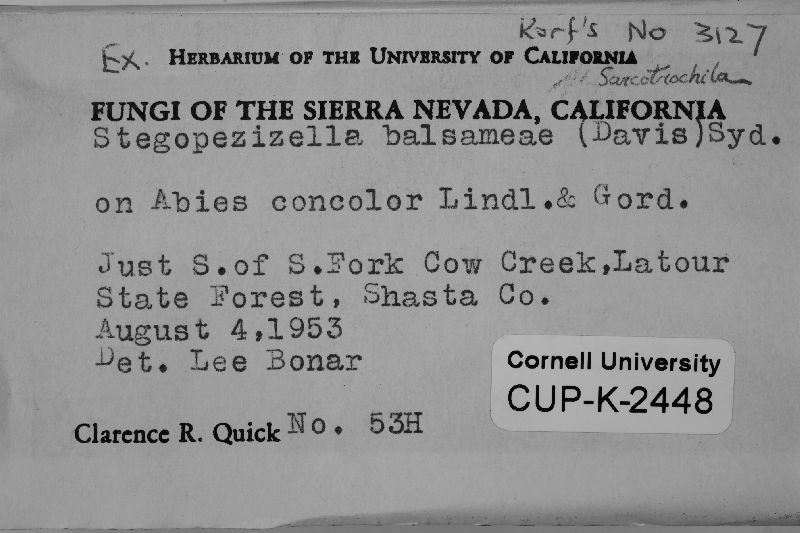 Korf's No 3127
Ex. HERBARIUM OF THE UNIVERSITY OF CALIFORNIA
Sarcotrochila
FUNGI OF THE SIERRA NEVADA, CALIFORNIA
Stegopezizella balsameae (Davis)Syd.
on Abies concolor Lindl.& Gord.
Just S.of S.Fork Cow Creek,Latour
State Forest, Shasta Co.
August 4,1953
Det. Lee Bonar
Cornell University
CUP-K-2448
Clarence R. Quick No. 53H